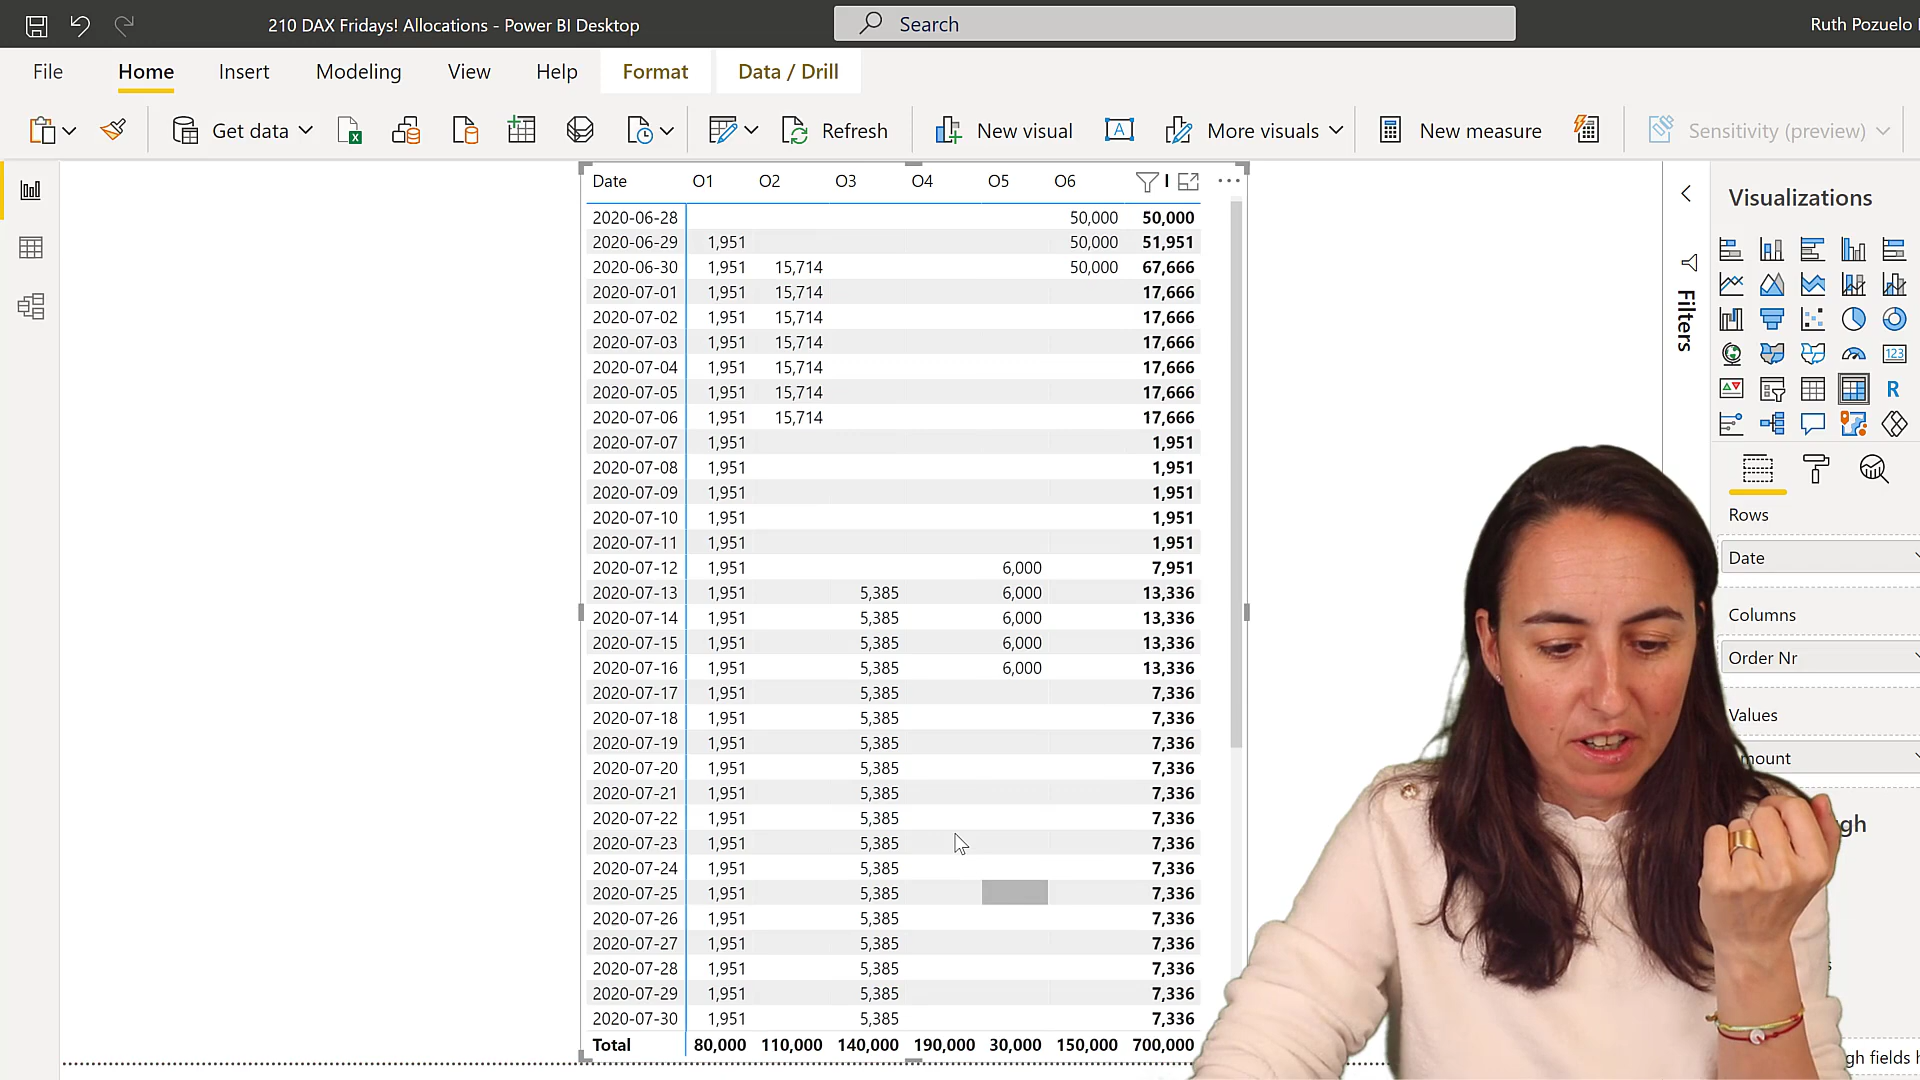 210 DAX Fridays! Allocations - Power BI Desktop
Search
Ruth Pozuelo
File
Home
Insert
Modeling
View
Help
Format
Data / Drill
Get data
Refresh
New visual
More visuals
New measure
Sensitivity (preview)
Date O1 O2 O3 O4 O5 O6
2020-06-28 50,000 50,000
2020-06-29 1,951 50,000 51,951
2020-06-30 1,951 15,714 50,000 67,666
2020-07-01 1,951 15,714 17,666
2020-07-02 1,951 15,714 17,666
2020-07-03 1,951 15,714 17,666
2020-07-04 1,951 15,714 17,666
2020-07-05 1,951 15,714 17,666
2020-07-06 1,951 15,714 17,666
2020-07-07 1,951 1,951
2020-07-08 1,951 1,951
2020-07-09 1,951 1,951
2020-07-10 1,951 1,951
2020-07-11 1,951 1,951
2020-07-12 1,951 6,000 7,951
2020-07-13 1,951 5,385 6,000 13,336
2020-07-14 1,951 5,385 6,000 13,336
2020-07-15 1,951 5,385 6,000 13,336
2020-07-16 1,951 5,385 6,000 13,336
2020-07-17 1,951 5,385 7,336
2020-07-18 1,951 5,385 7,336
2020-07-19 1,951 5,385 7,336
2020-07-20 1,951 5,385 7,336
2020-07-21 1,951 5,385 7,336
2020-07-22 1,951 5,385 7,336
2020-07-23 1,951 5,385 7,336
2020-07-24 1,951 5,385 7,336
2020-07-25 1,951 5,385 7,336
2020-07-26 1,951 5,385 7,336
2020-07-27 1,951 5,385 7,336
2020-07-28 1,951 5,385 7,336
2020-07-29 1,951 5,385 7,336
2020-07-30 1,951 5,385 7,336
Total 80,000 110,000 140,000 190,000 30,000 150,000 700,000
Filters
Visualizations
123
R
Rows
Date
Columns
Order Nr
Values
mount
gh
gh fields